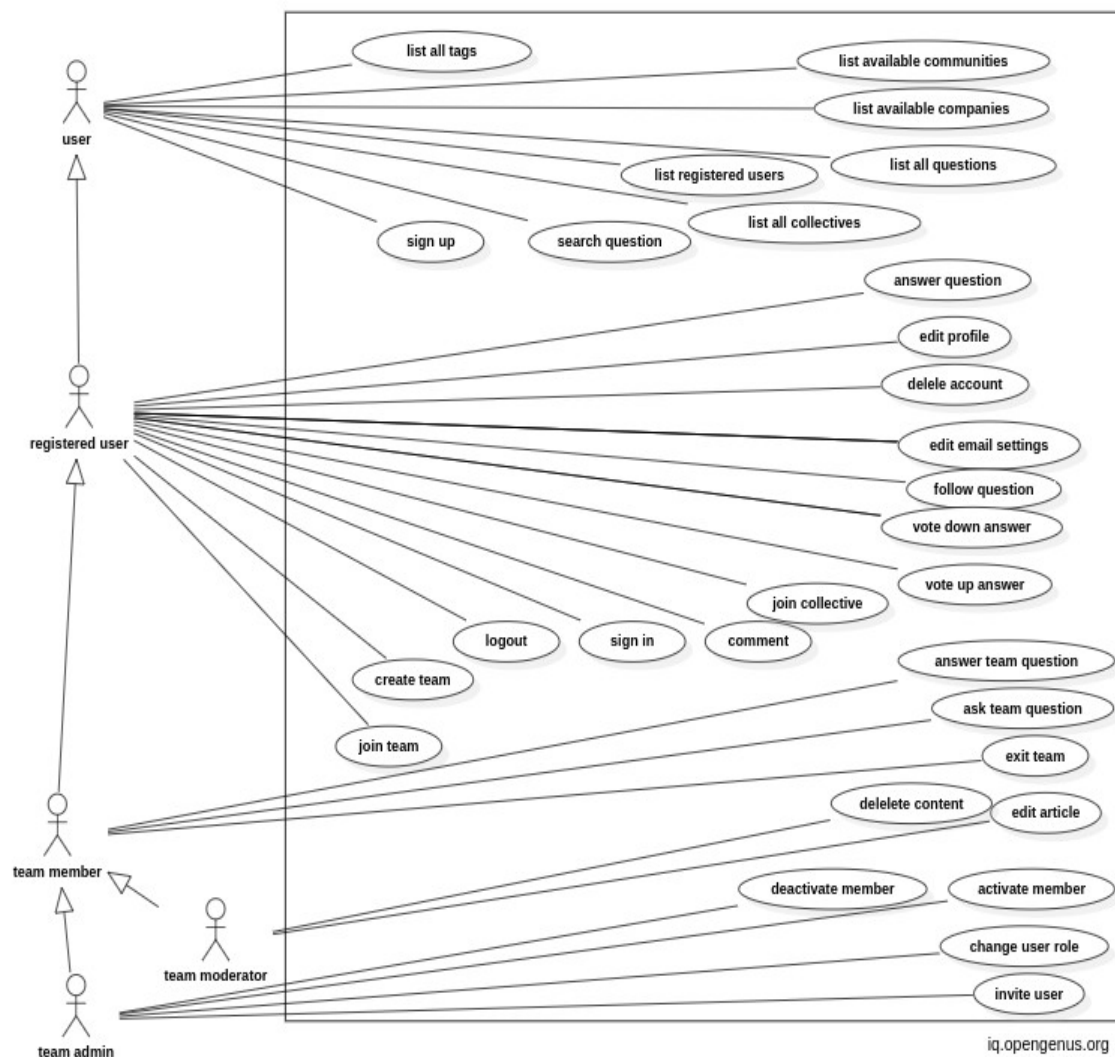 list all tags
list available communities
user
list available companies
list all questions
list registered users
list all collectives
sign up
search question
answer question
edit profile
delele account
registered user
edit email settings
follow question
vote down answer
vote up answer
join collective
logout
sign in
comment
create team
answer team question
ask team question
join team
exit team
delelete content
edit article
team member
deactivate member
activate member
team moderator
change user role
invite user
team admin
iq.opengenus.org